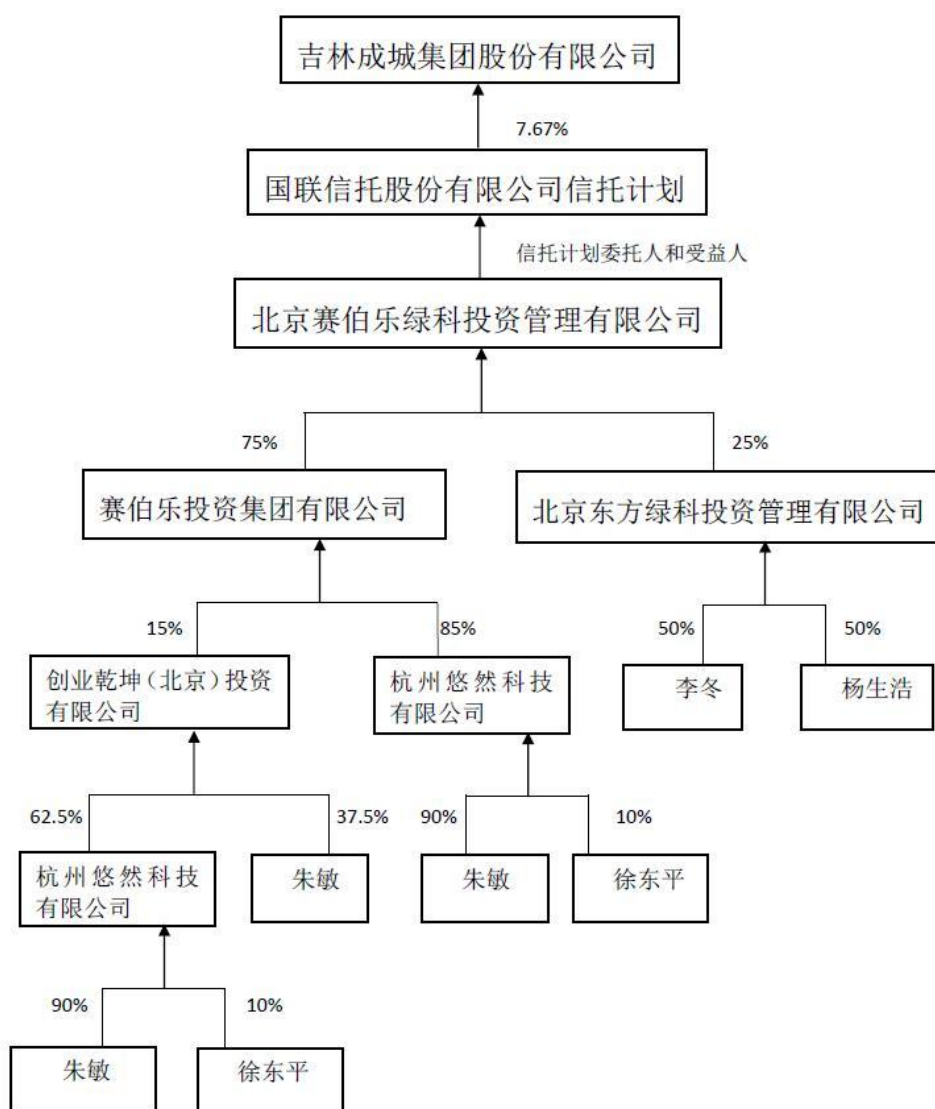 吉林成城集团股份有限公司
7.67%
国联信托股份有限公司信托计划
信托计划委托人和受益人
北京赛伯乐绿科投资管理有限公司
75%
25%
赛伯乐投资集团有限公司
北京东方绿科投资管理有限公司
15%
85%
50%
50%
创业乾坤（北京）投资
有限公司
杭州悠然科技
有限公司
李冬
杨生浩
62.5%
37.5%
90%
10%
杭州悠然科技
有限公司
朱敏
朱敏
徐东平
90%
10%
朱敏
徐东平